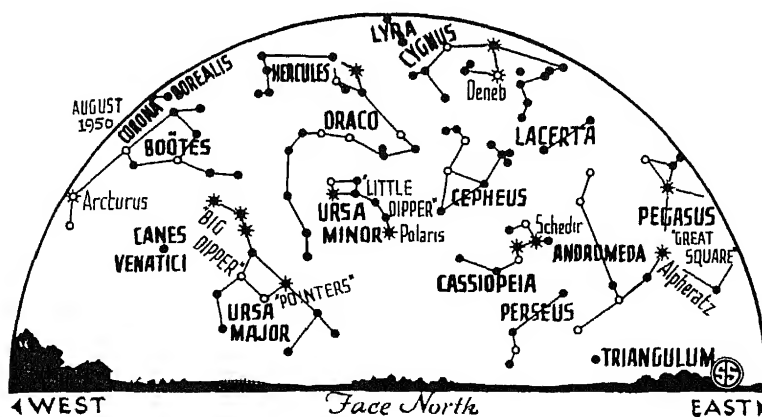 LYRA
CYGNUS
HERCULES
Deneb
AUGUST
1950
CORONA BOREALIS
BOÖTES
DRACO
LACERTA
Arcturus
"LITTLE
DIPPER"
URSA
MINOR
Polaris
CEPHEUS
PEGASUS
"GREAT
SQUARE"
Schedir
ANDROMEDA
Alpheratz
CANES
VENATICI
"BIG
DIPPER"
CASSIOPEIA
URSA
MAJOR
"POINTERS"
PERSEUS
TRIANGULUM
SS
WEST
Face North
EAST